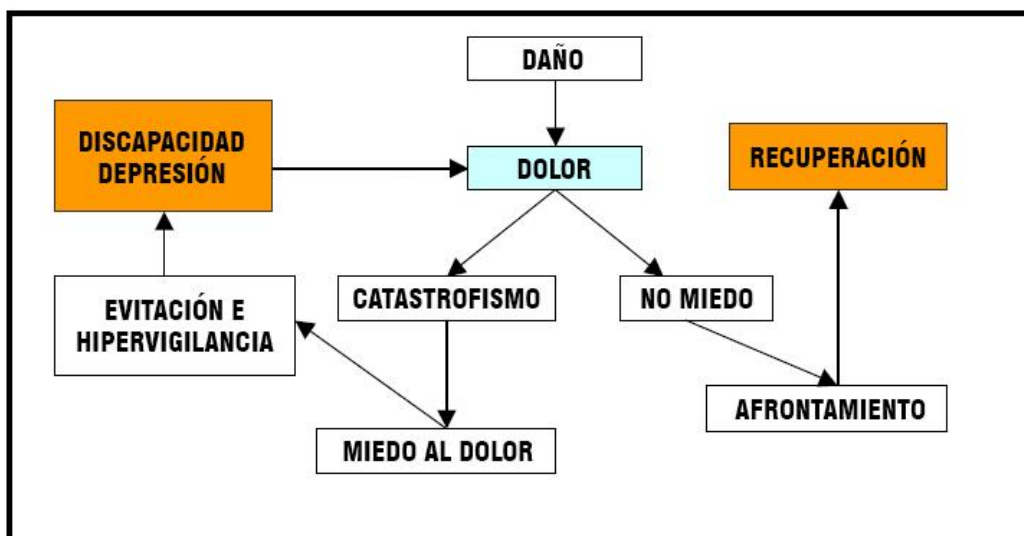 DAÑO
DISCAPACIDAD
DEPRESIÓN
DOLOR
RECUPERACIÓN
EVITACIÓN E
HIPERVIGILANCIA
CATASTROFISMO
NO MIEDO
MIEDO AL DOLOR
AFRONTAMIENTO